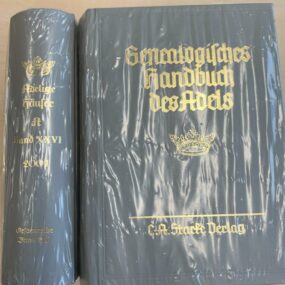 Adelige
Häuser
A
Band XXVI
Genealogisches
Handbuch
des Adels
C.A. Starke Verlag